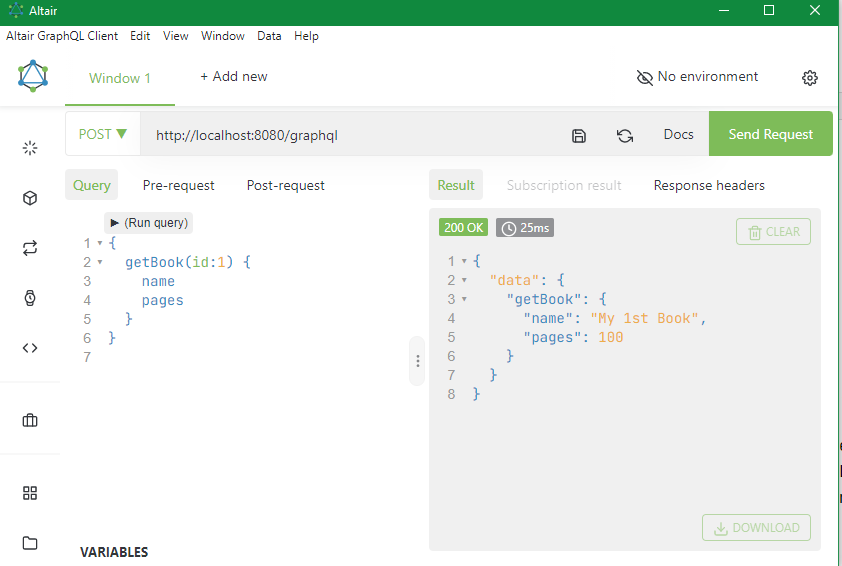 Altair
Altair GraphQL Client Edit View Window Data Help
Window 1 + Add new No environment
POST ▼ http://localhost:8080/graphql Docs Send Request
Query Pre-request Post-request
▶ (Run query)
1 {
2 getBook(id:1) {
3 name
4 pages
5 }
6 }
7
VARIABLES
Result Subscription result Response headers
200 OK 25ms CLEAR
1 {
2 "data": {
3 "getBook": {
4 "name": "My 1st Book",
5 "pages": 100
6 }
7 }
8 }
DOWNLOAD